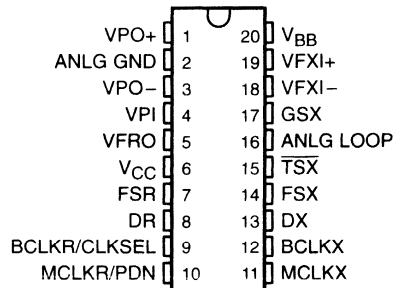 VPO+ 1 20 VBB
ANLG GND 2 19 VFXI+
VPO− 3 18 VFXI−
VPI 4 17 GSX
VFRO 5 16 ANLG LOOP
VCC 6 15 TSX
FSR 7 14 FSX
DR 8 13 DX
BCLKR/CLKSEL 9 12 BCLKX
MCLKR/PDN 10 11 MCLKX